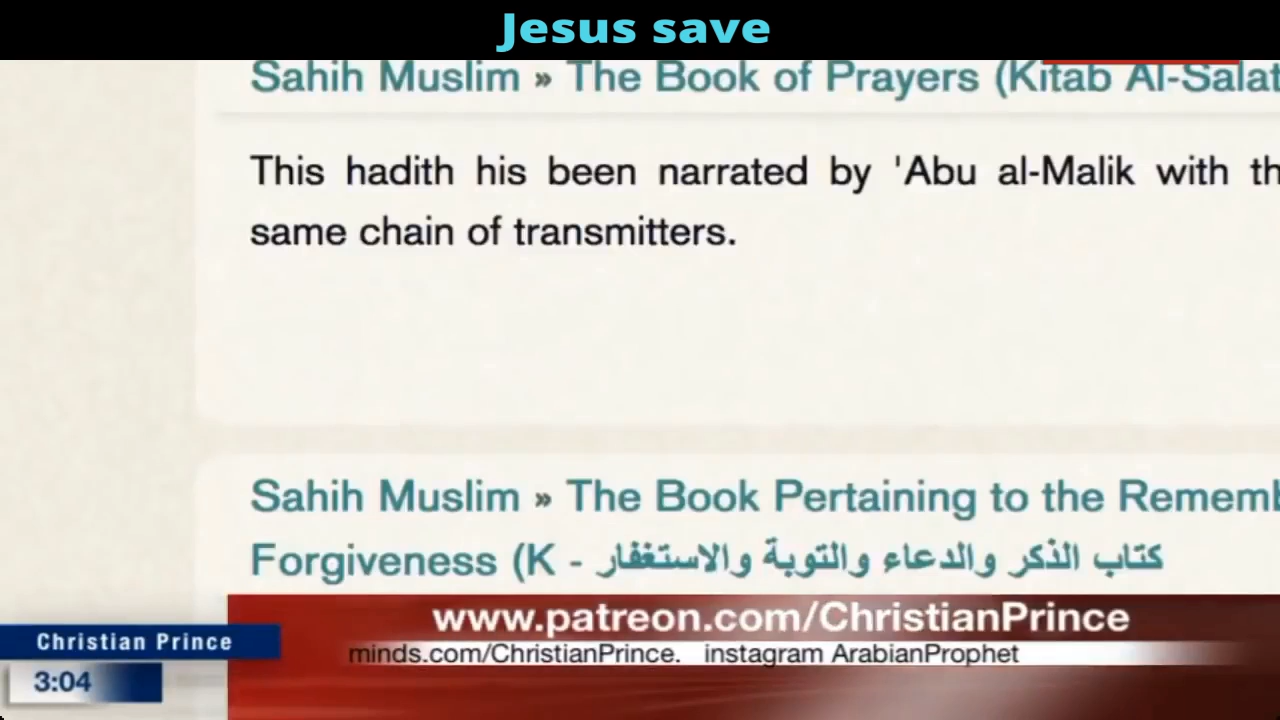 Jesus save
Sahih Muslim » The Book of Prayers (Kitab Al-Salat
This hadith his been narrated by 'Abu al-Malik with th
same chain of transmitters.
Sahih Muslim » The Book Pertaining to the Rememb
Forgiveness (K - كتاب الذكر والدعاء والتوبة والاستغفار
www.patreon.com/ChristianPrince
Christian Prince
minds.com/ChristianPrince. instagram ArabianProphet
3:04